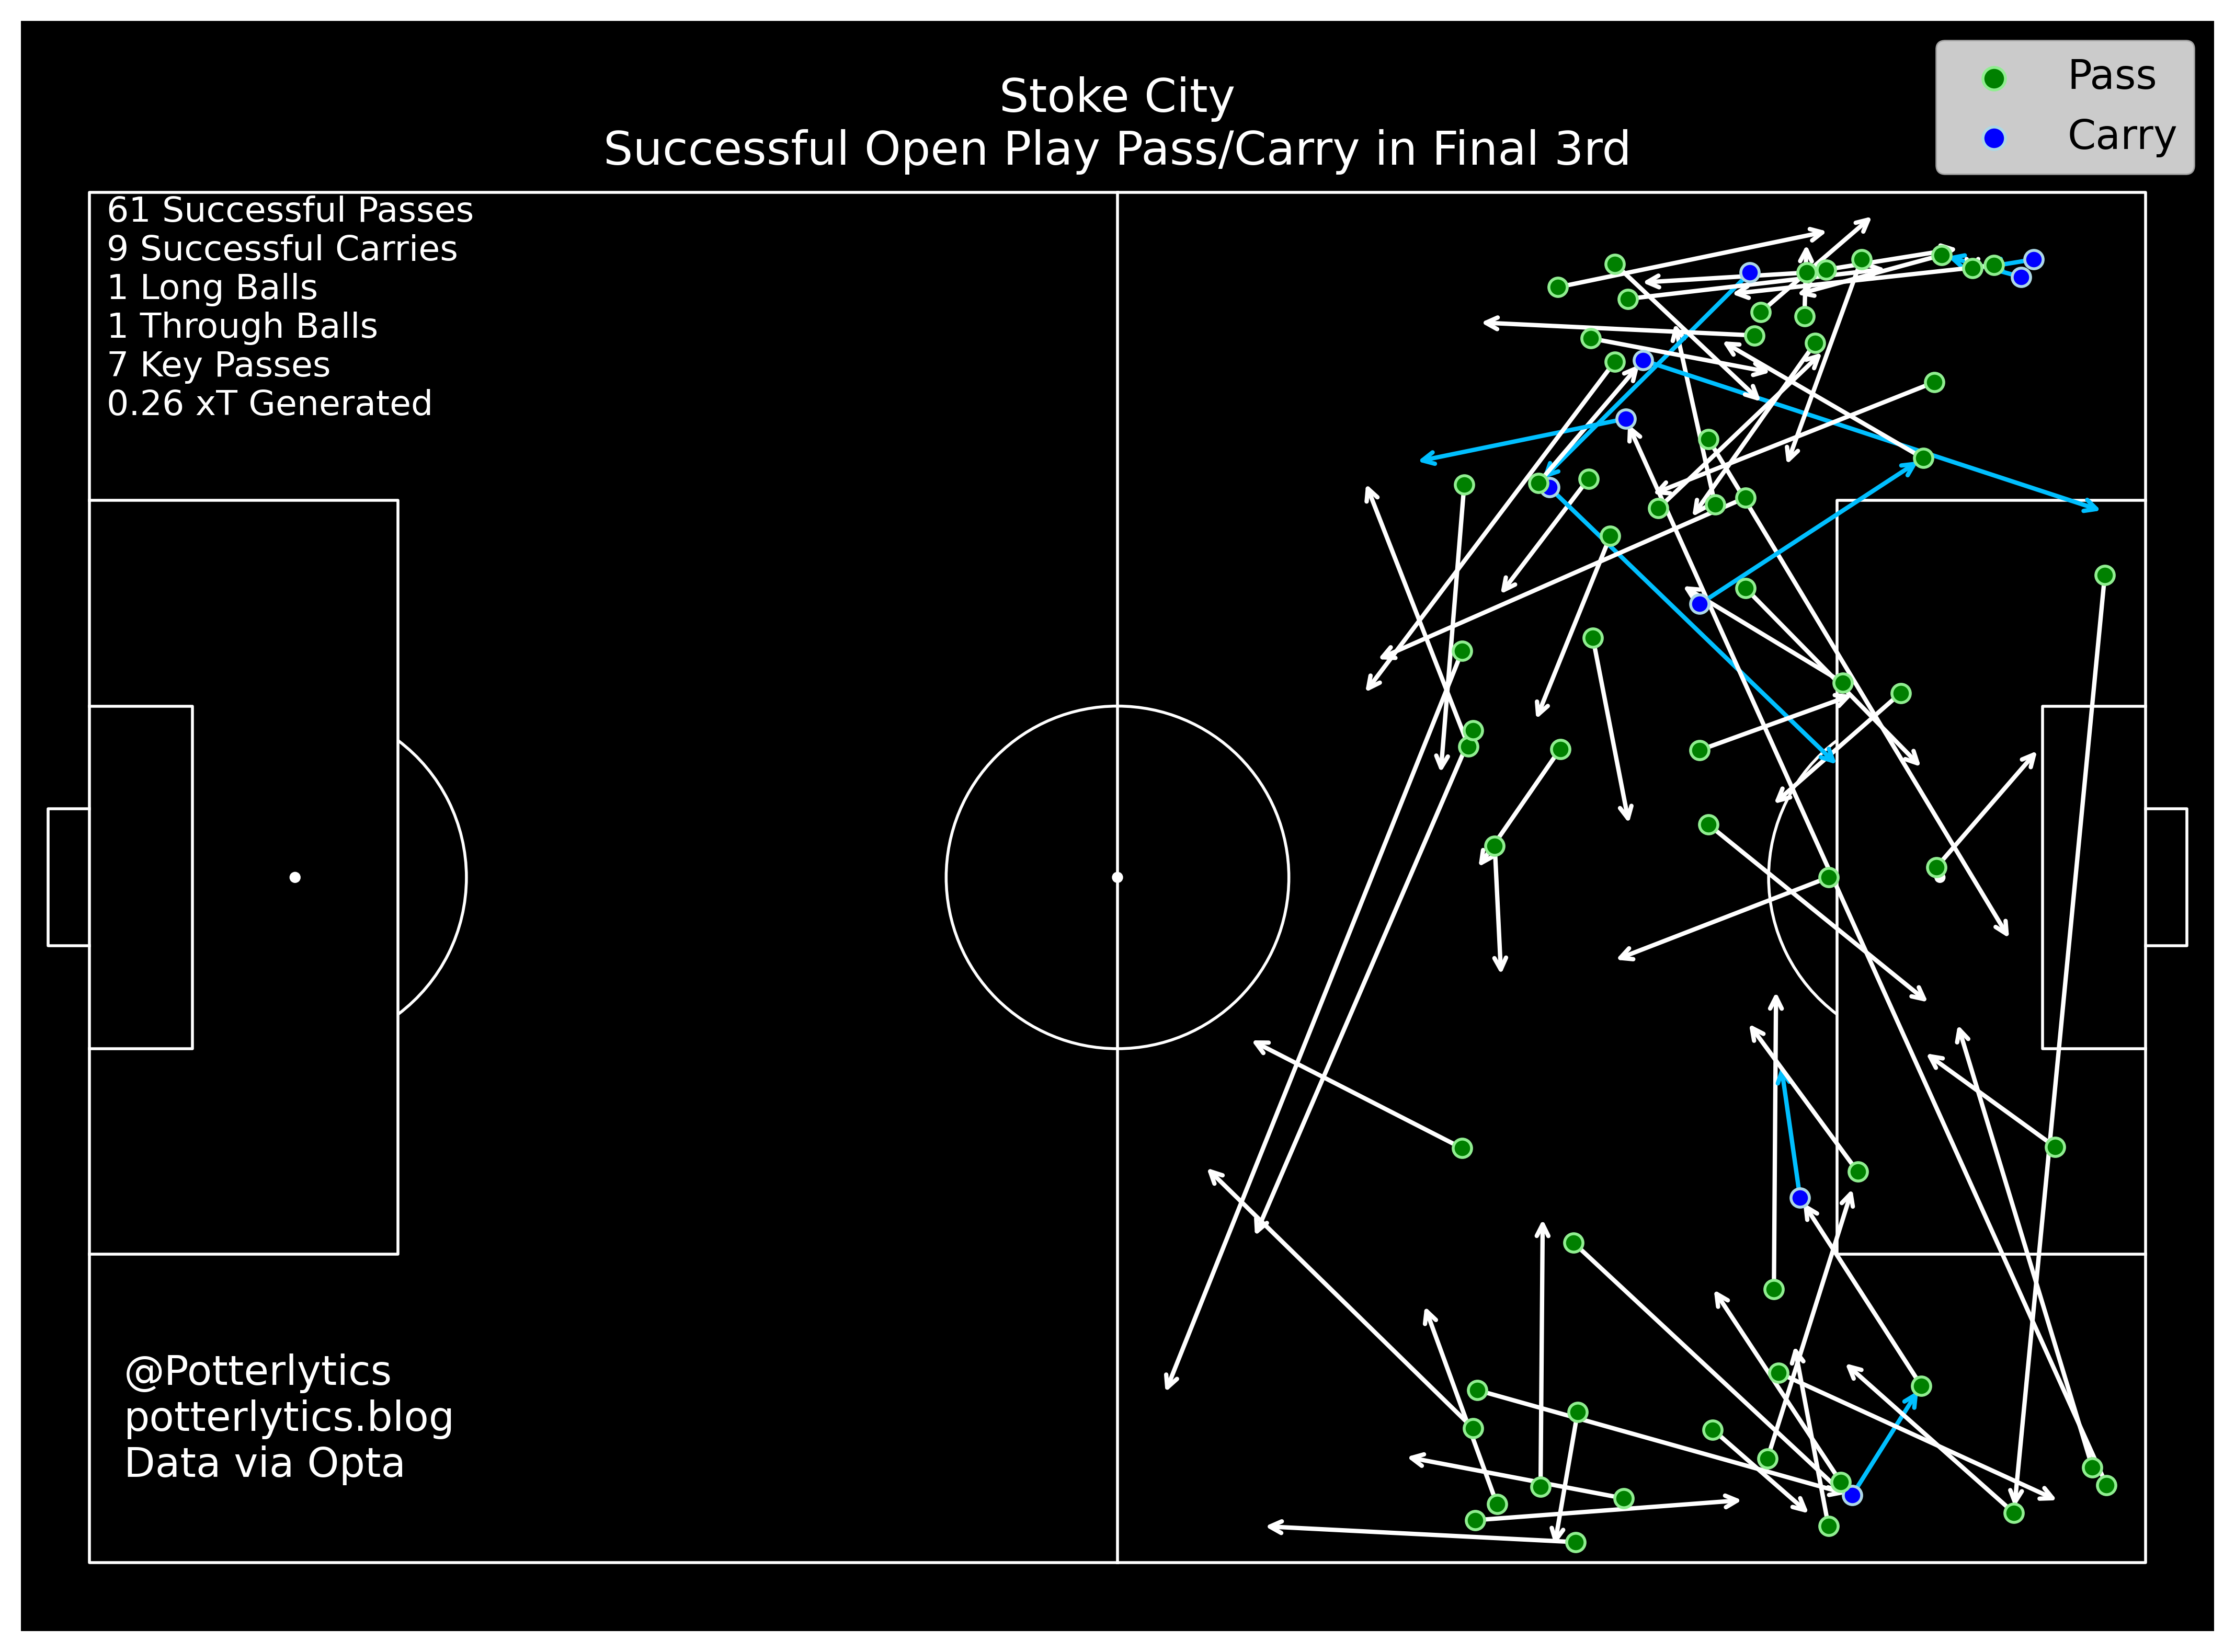 Stoke City
Successful Open Play Pass/Carry in Final 3rd
Pass
Carry
61 Successful Passes
9 Successful Carries
1 Long Balls
1 Through Balls
7 Key Passes
0.26 xT Generated
@Potterlytics
potterlytics.blog
Data via Opta